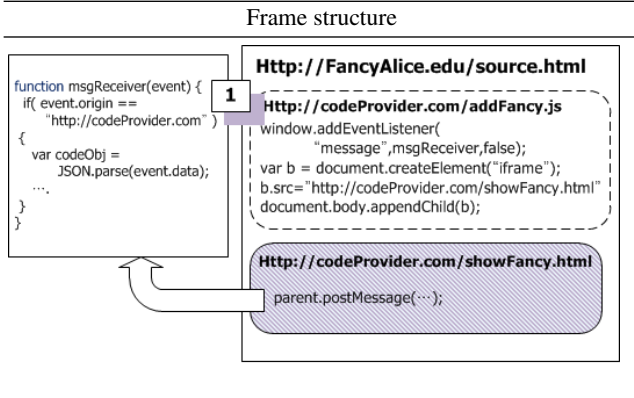 Frame structure
function msgReceiver(event) {
if( event.origin ==
"http://codeProvider.com" )
{
var codeObj =
JSON.parse(event.data);
….
}
}
1
Http://FancyAlice.edu/source.html
Http://codeProvider.com/addFancy.js
window.addEventListener(
"message",msgReceiver,false);
var b = document.createElement("iframe");
b.src="http://codeProvider.com/showFancy.html"
document.body.appendChild(b);
Http://codeProvider.com/showFancy.html
parent.postMessage(…);